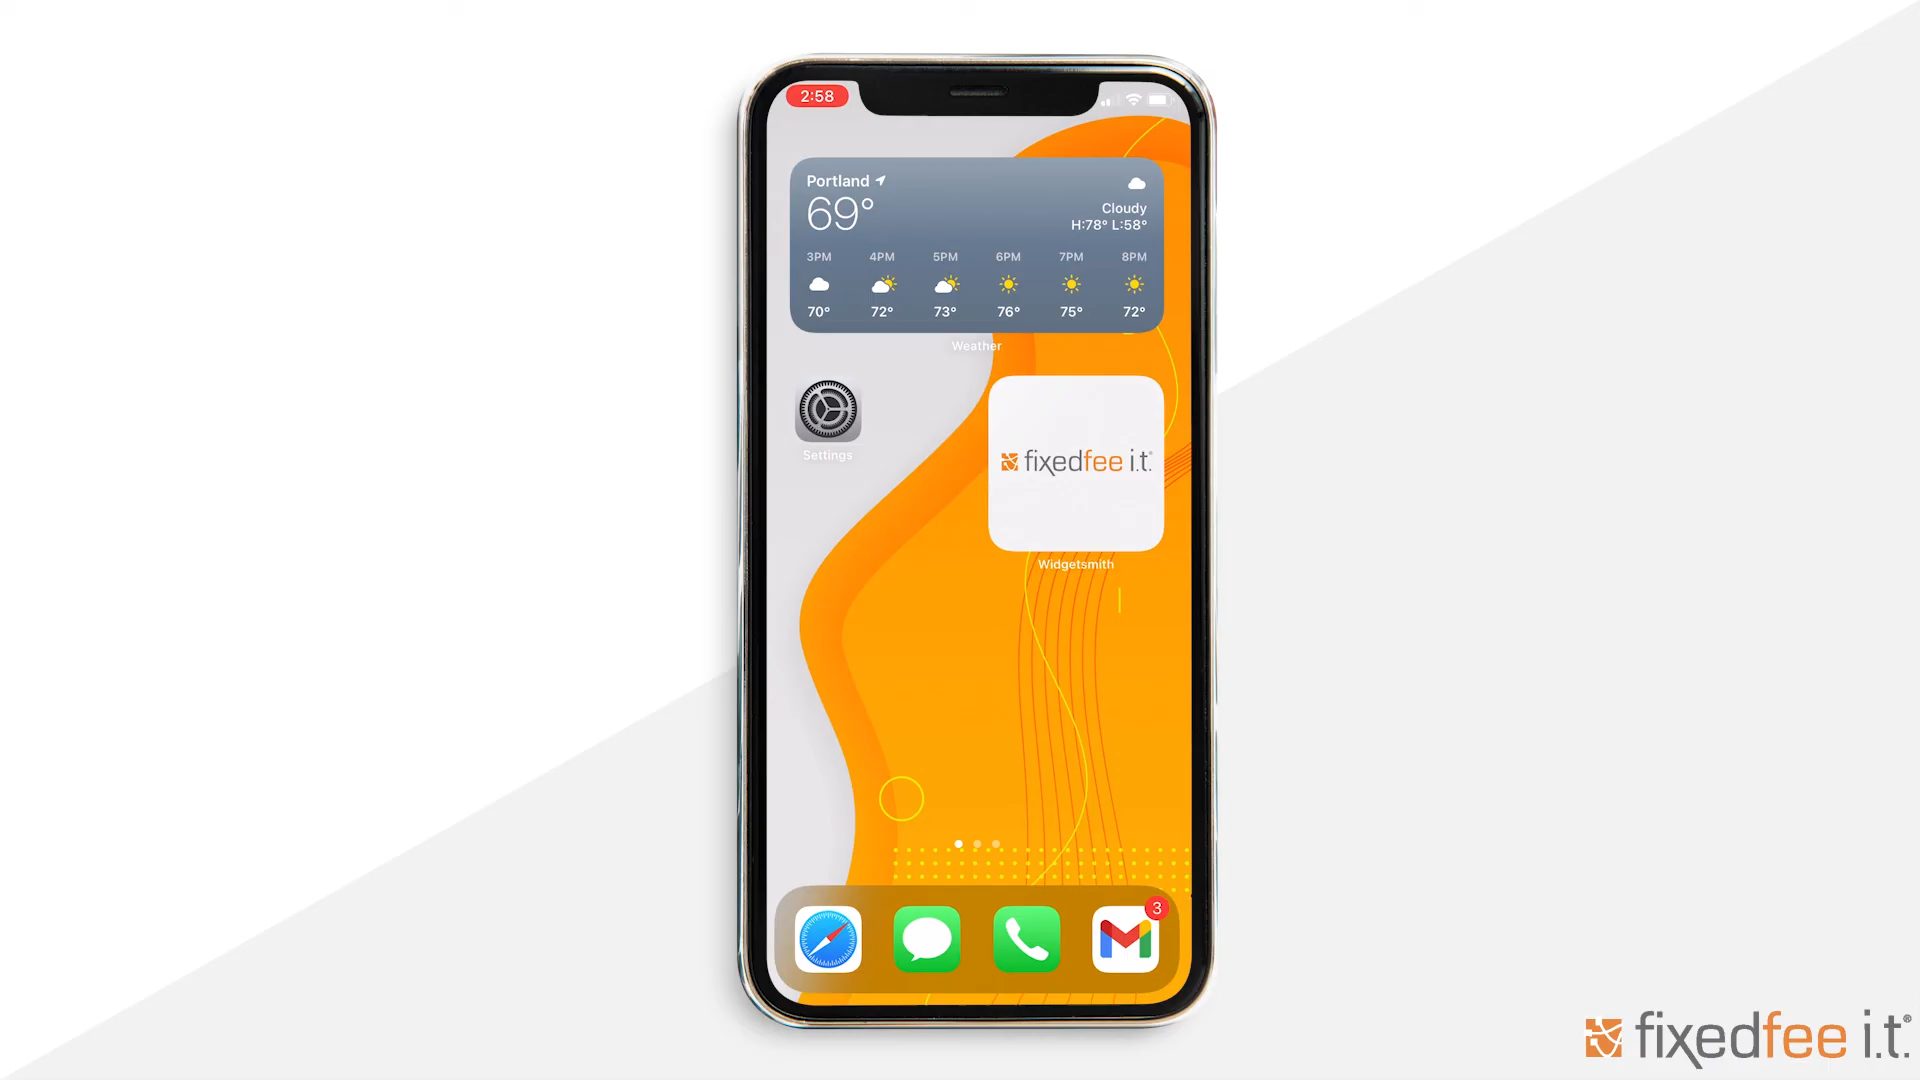 2:58
Portland
69°
Cloudy
H:78° L:58°
3PM 4PM 5PM 6PM 7PM 8PM
70° 72° 73° 76° 75° 72°
Weather
Settings
fixedfee i.t.®
Widgetsmith
3
fixedfee i.t.®